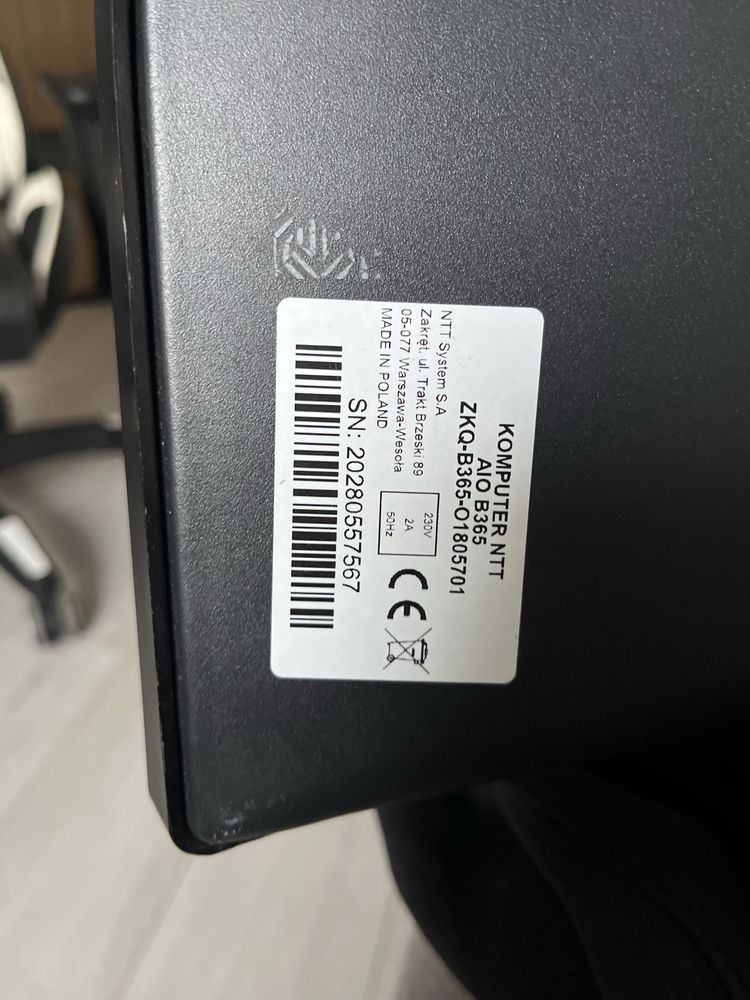 KOMPUTER NTT
AIO B365
ZKQ-B365-O1805701
NTT System S.A
Zakręt, ul. Trakt Brzeski 89
05-077 Warszawa-Wesoła
MADE IN POLAND
230V
2A
50Hz
CE
SN: 20280557567